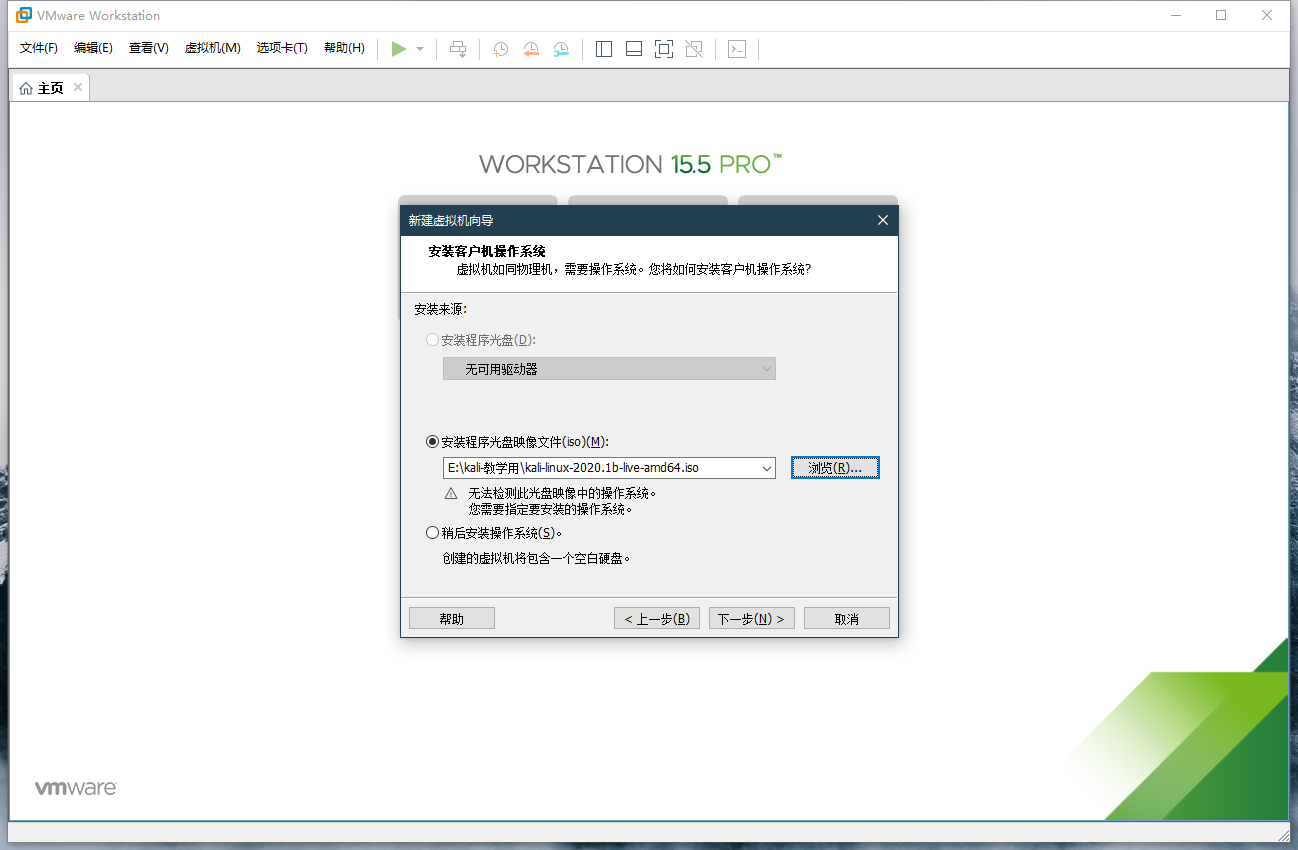 VMware Workstation
文件(F) 编辑(E) 查看(V) 虚拟机(M) 选项卡(T) 帮助(H)
主页
WORKSTATION 15.5 PRO™
新建虚拟机向导
安装客户机操作系统
虚拟机如同物理机，需要操作系统。您将如何安装客户机操作系统?
安装来源:
安装程序光盘(D):
无可用驱动器
安装程序光盘映像文件(iso)(M):
E:\kali-教学用\kali-linux-2020.1b-live-amd64.iso
浏览(R)...
无法检测此光盘映像中的操作系统。
您需要指定要安装的操作系统。
稍后安装操作系统(S)。
创建的虚拟机将包含一个空白硬盘。
帮助 < 上一步(B) 下一步(N) > 取消
vmware